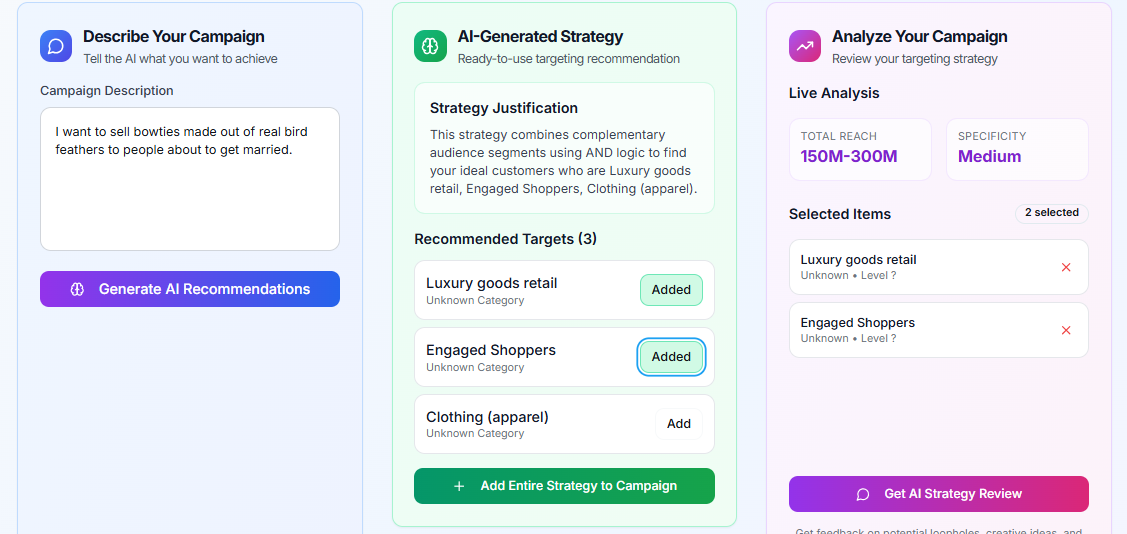 Describe Your Campaign
Tell the AI what you want to achieve
Campaign Description
I want to sell bowties made out of real bird
feathers to people about to get married.
Generate AI Recommendations
AI-Generated Strategy
Ready-to-use targeting recommendation
Strategy Justification
This strategy combines complementary
audience segments using AND logic to find
your ideal customers who are Luxury goods
retail, Engaged Shoppers, Clothing (apparel).
Recommended Targets (3)
Luxury goods retail
Unknown Category
Added
Engaged Shoppers
Unknown Category
Added
Clothing (apparel)
Unknown Category
Add
+ Add Entire Strategy to Campaign
Analyze Your Campaign
Review your targeting strategy
Live Analysis
TOTAL REACH
150M-300M
SPECIFICITY
Medium
Selected Items
2 selected
Luxury goods retail
Unknown • Level ?
Engaged Shoppers
Unknown • Level ?
Get AI Strategy Review
Get feedback on potential loopholes, creative ideas, and